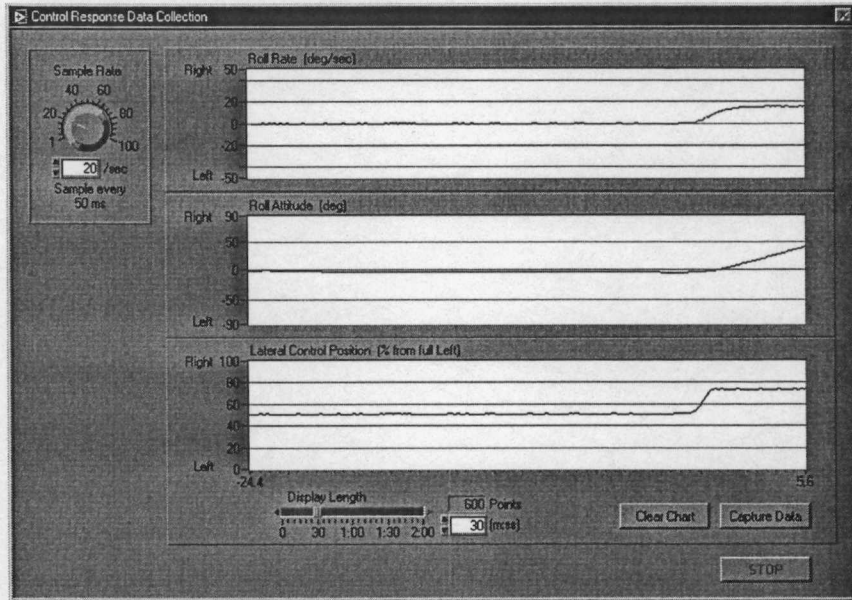 Control Response Data Collection
Sample Rate
40 60
20 80
1 100
20 /sec
Sample every
50 ms
Roll Rate (deg/sec)
Right 50
20
0
-20
Left -50
Roll Attitude (deg)
Right 90
50
0
-50
Left -90
Lateral Control Position (% from full Left)
Right 100
80
60
40
20
Left 0
-24.4 5.6
Display Length
0 30 1:00 1:30 2:00
600 Points
30 (m:ss)
Clear Chart
Capture Data
STOP